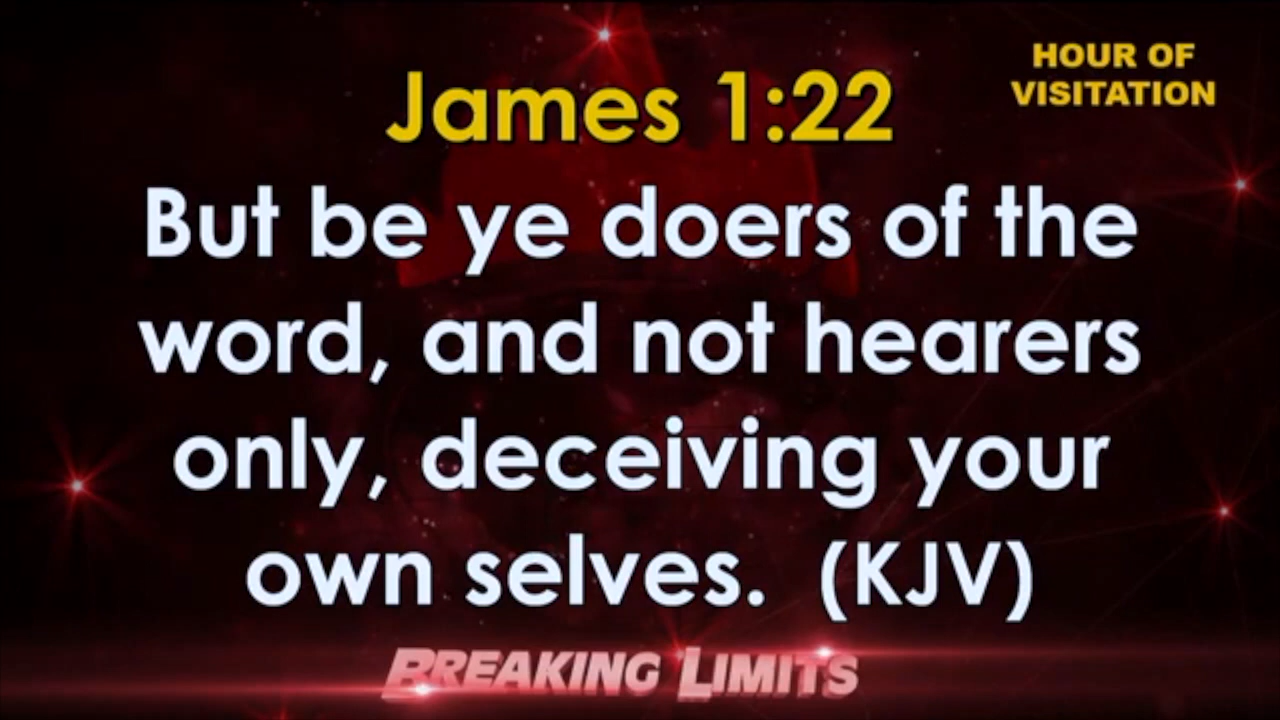 HOUR OF
VISITATION
James 1:22
But be ye doers of the
word, and not hearers
only, deceiving your
own selves. (KJV)
BREAKING LIMITS